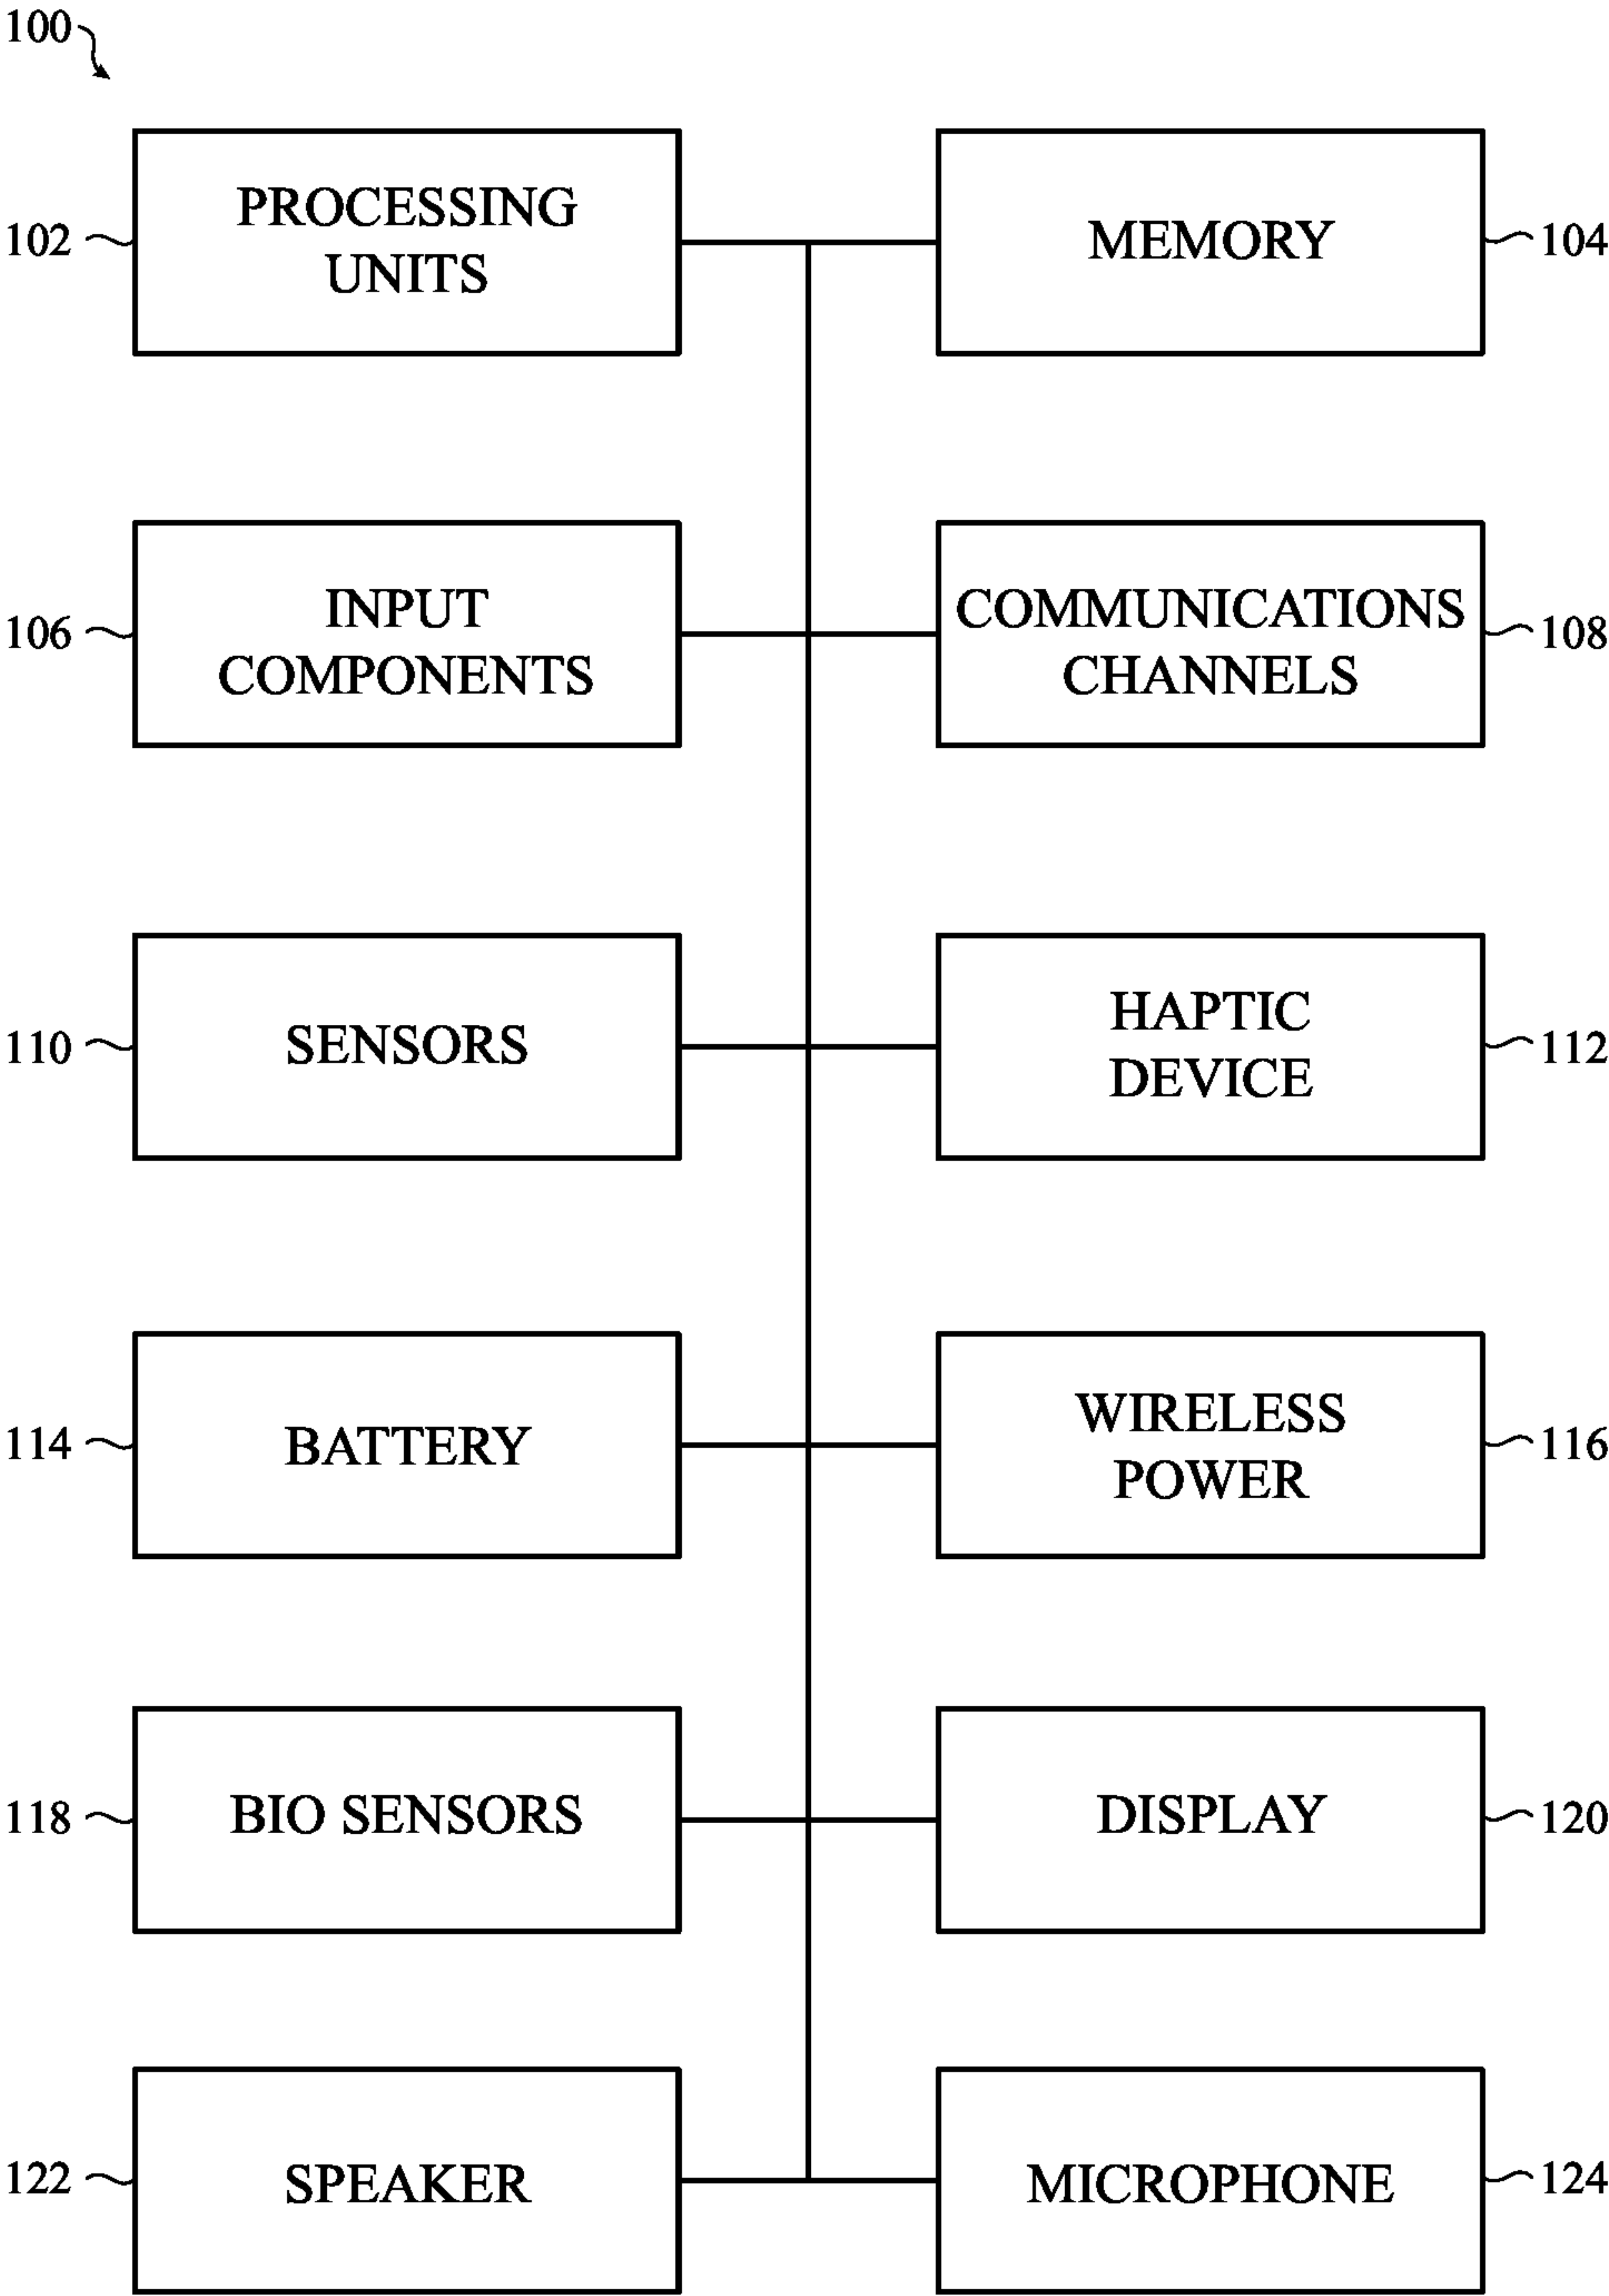 100
PROCESSING
UNITS
102
MEMORY
104
INPUT
COMPONENTS
106
COMMUNICATIONS
CHANNELS
108
SENSORS
110
HAPTIC
DEVICE
112
BATTERY
114
WIRELESS
POWER
116
BIO SENSORS
118
DISPLAY
120
SPEAKER
122
MICROPHONE
124